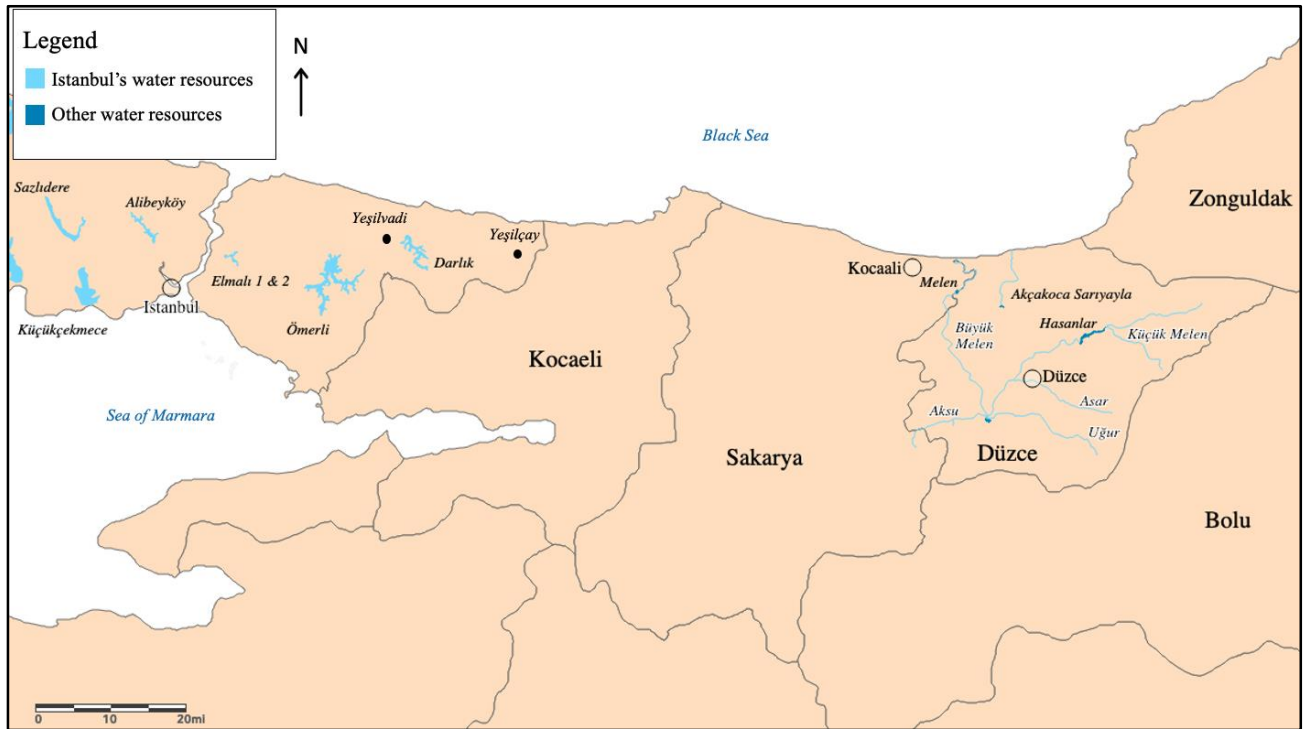 Legend
Istanbul's water resources
Other water resources
N
Black Sea
Zonguldak
Sazlıdere
Alibeyköy
Yeşilvadi
Yeşilçay
Darlık
Elmalı 1 & 2
Kocaali
Melen
Akçakoca Sarıyayla
Istanbul
Ömerli
Küçükçekmece
Hasanlar
Küçük Melen
Büyük
Melen
Kocaeli
Düzce
Asar
Aksu
Uğur
Sea of Marmara
Sakarya
Düzce
Bolu
0 10 20mi